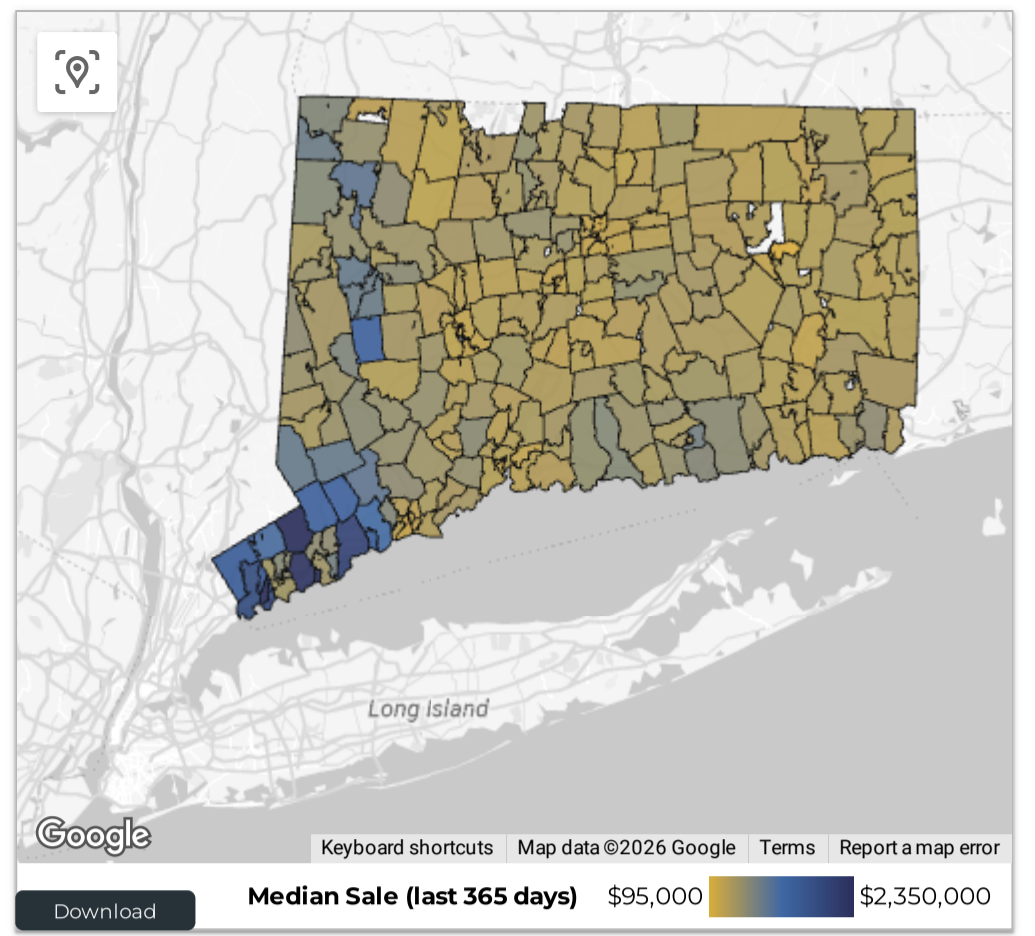 Long Island
Google
Keyboard shortcuts
Map data ©2026 Google
Terms
Report a map error
Download
Median Sale (last 365 days)
$95,000
$2,350,000